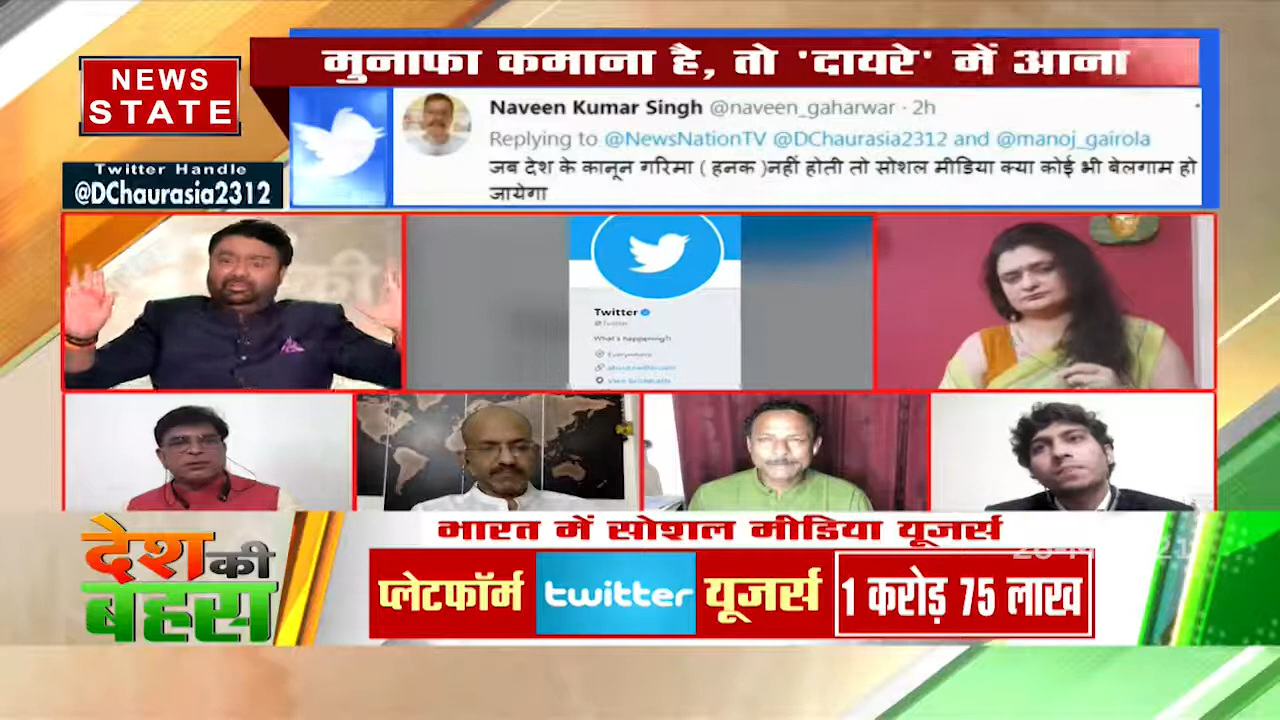 मुनाफा कमाना है, तो 'दायरे' में आना
NEWS
STATE
Naveen Kumar Singh @naveen_gaharwar · 2h
Replying to @NewsNationTV @DChaurasia2312 and @manoj_gairola
जब देश के कानून गरिमा ( हनक )नहीं होती तो सोशल मीडिया क्या कोई भी बेलगाम हो
जायेगा
Twitter Handle
@DChaurasia2312
Twitter
@Twitter
What's happening?!
Everywhere
देश की
बहस
भारत में सोशल मीडिया यूजर्स
प्लेटफॉर्म twitter यूजर्स 1 करोड़ 75 लाख